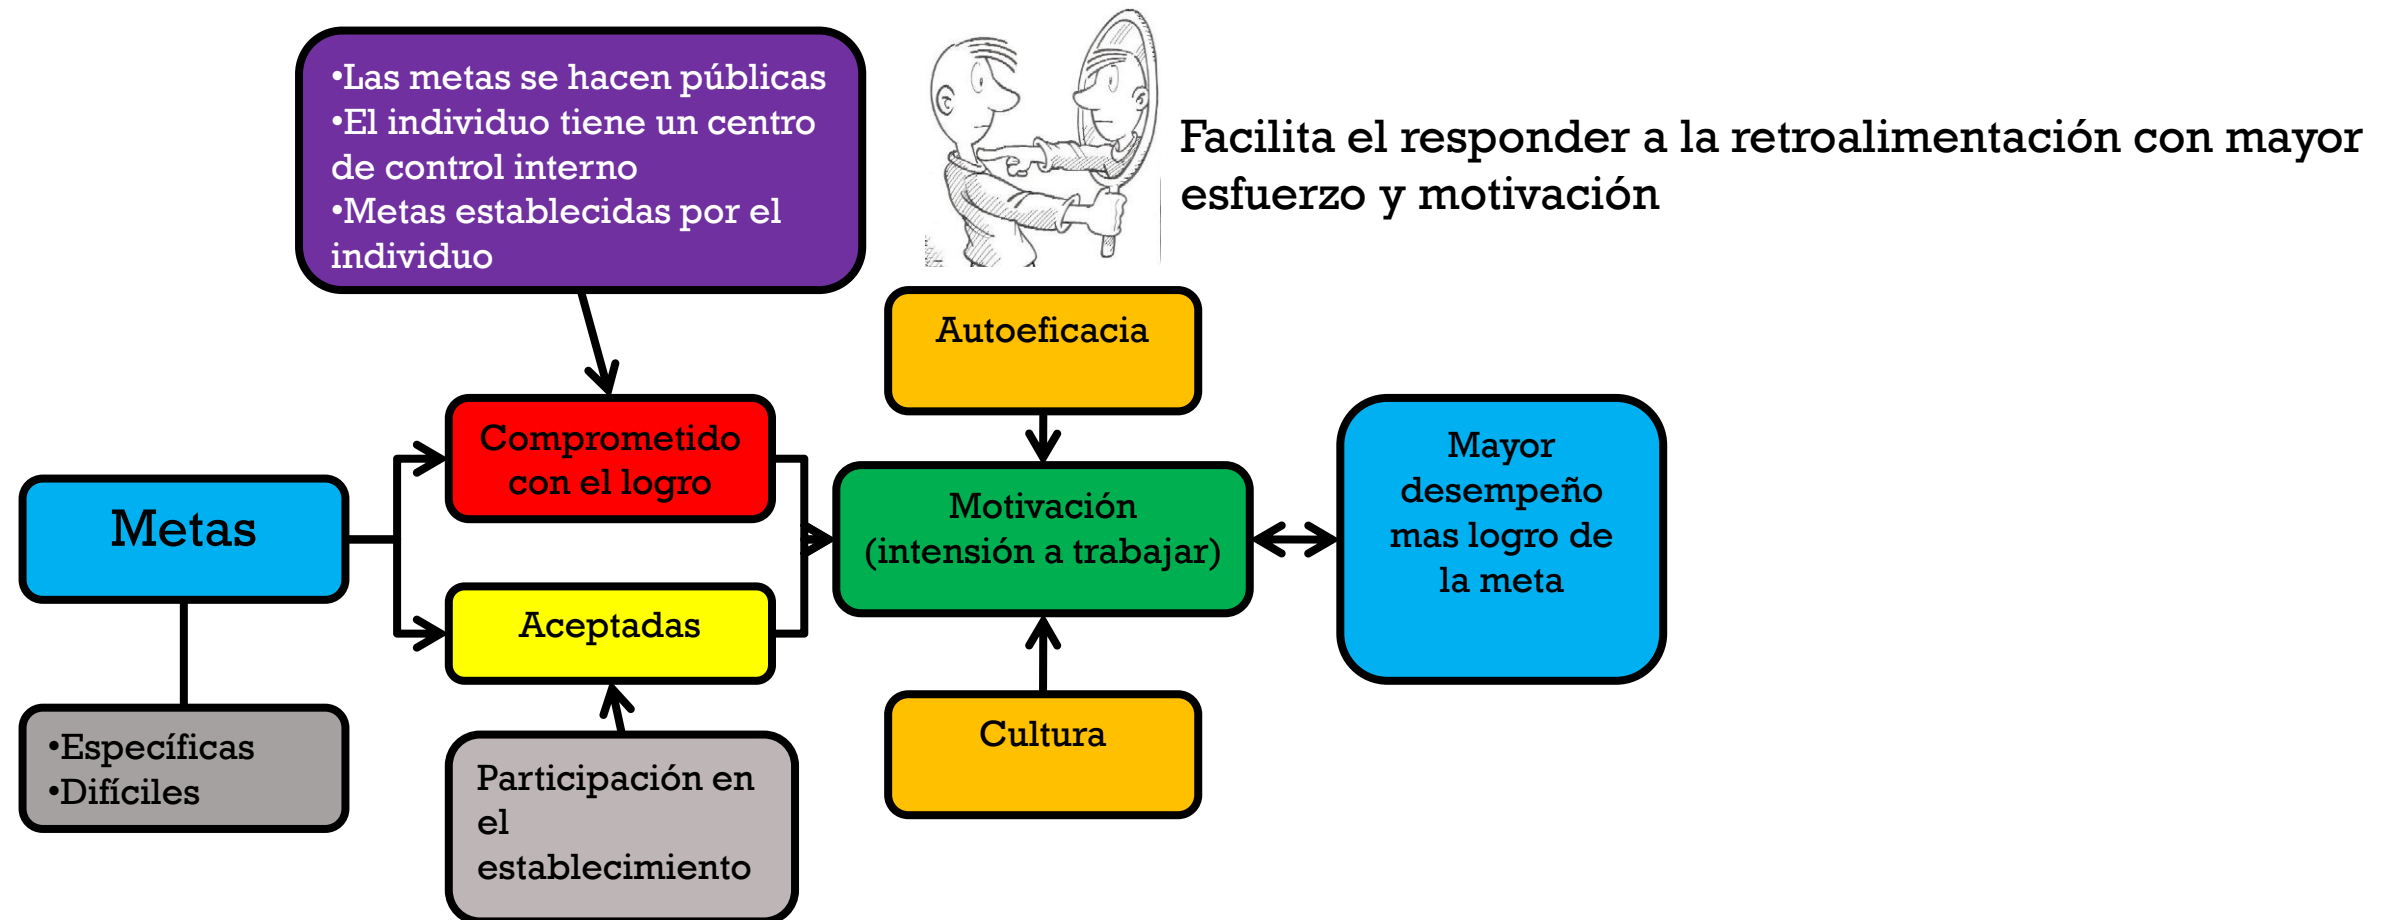 •Las metas se hacen públicas
•El individuo tiene un centro
de control interno
•Metas establecidas por el
individuo
Facilita el responder a la retroalimentación con mayor
esfuerzo y motivación
Autoeficacia
Comprometido
con el logro
Metas
Motivación
(intensión a trabajar)
Mayor
desempeño
mas logro de
la meta
Aceptadas
•Específicas
•Difíciles
Participación en
el
establecimiento
Cultura